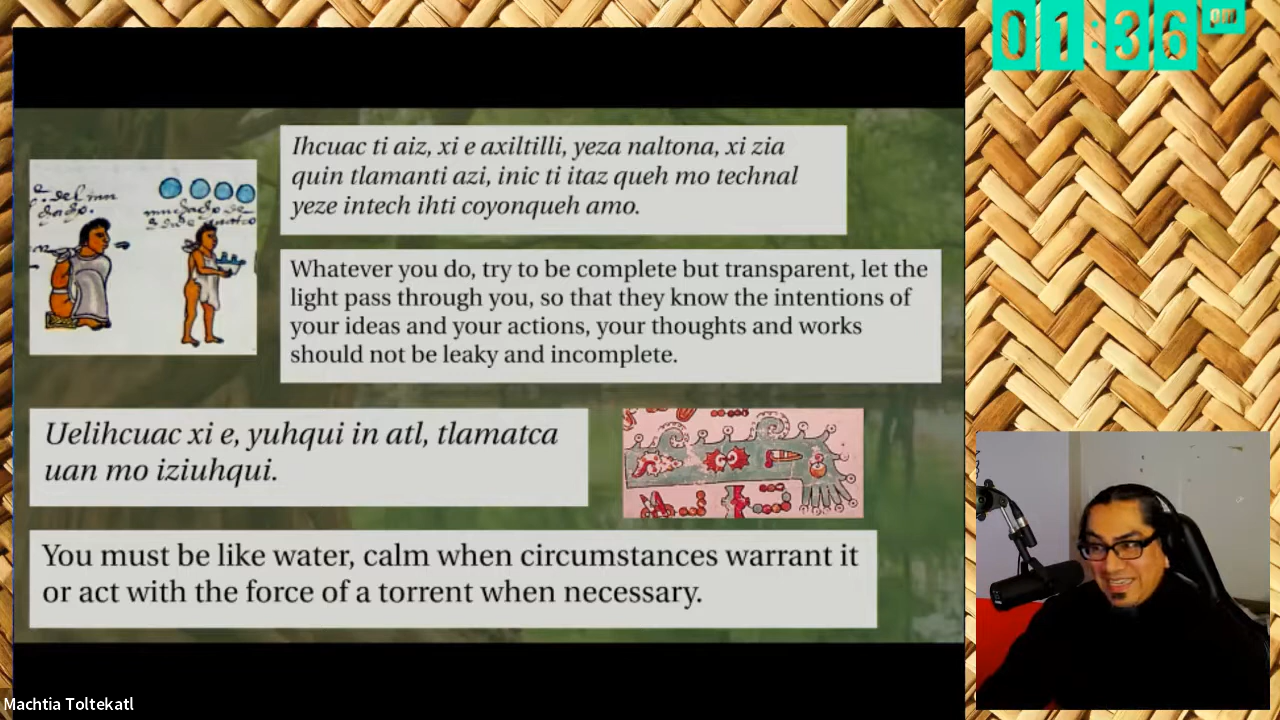 01:36 pm
Ihcuac ti aiz, xi e axiltilli, yeza naltona, xi zia
quin tlamanti azi, inic ti itaz queh mo technal
yeze intech ihti coyonqueh amo.
Whatever you do, try to be complete but transparent, let the
light pass through you, so that they know the intentions of
your ideas and your actions, your thoughts and works
should not be leaky and incomplete.
Uelihcuac xi e, yuhqui in atl, tlamatca
uan mo iziuhqui.
You must be like water, calm when circumstances warrant it
or act with the force of a torrent when necessary.
Machtia Toltekatl